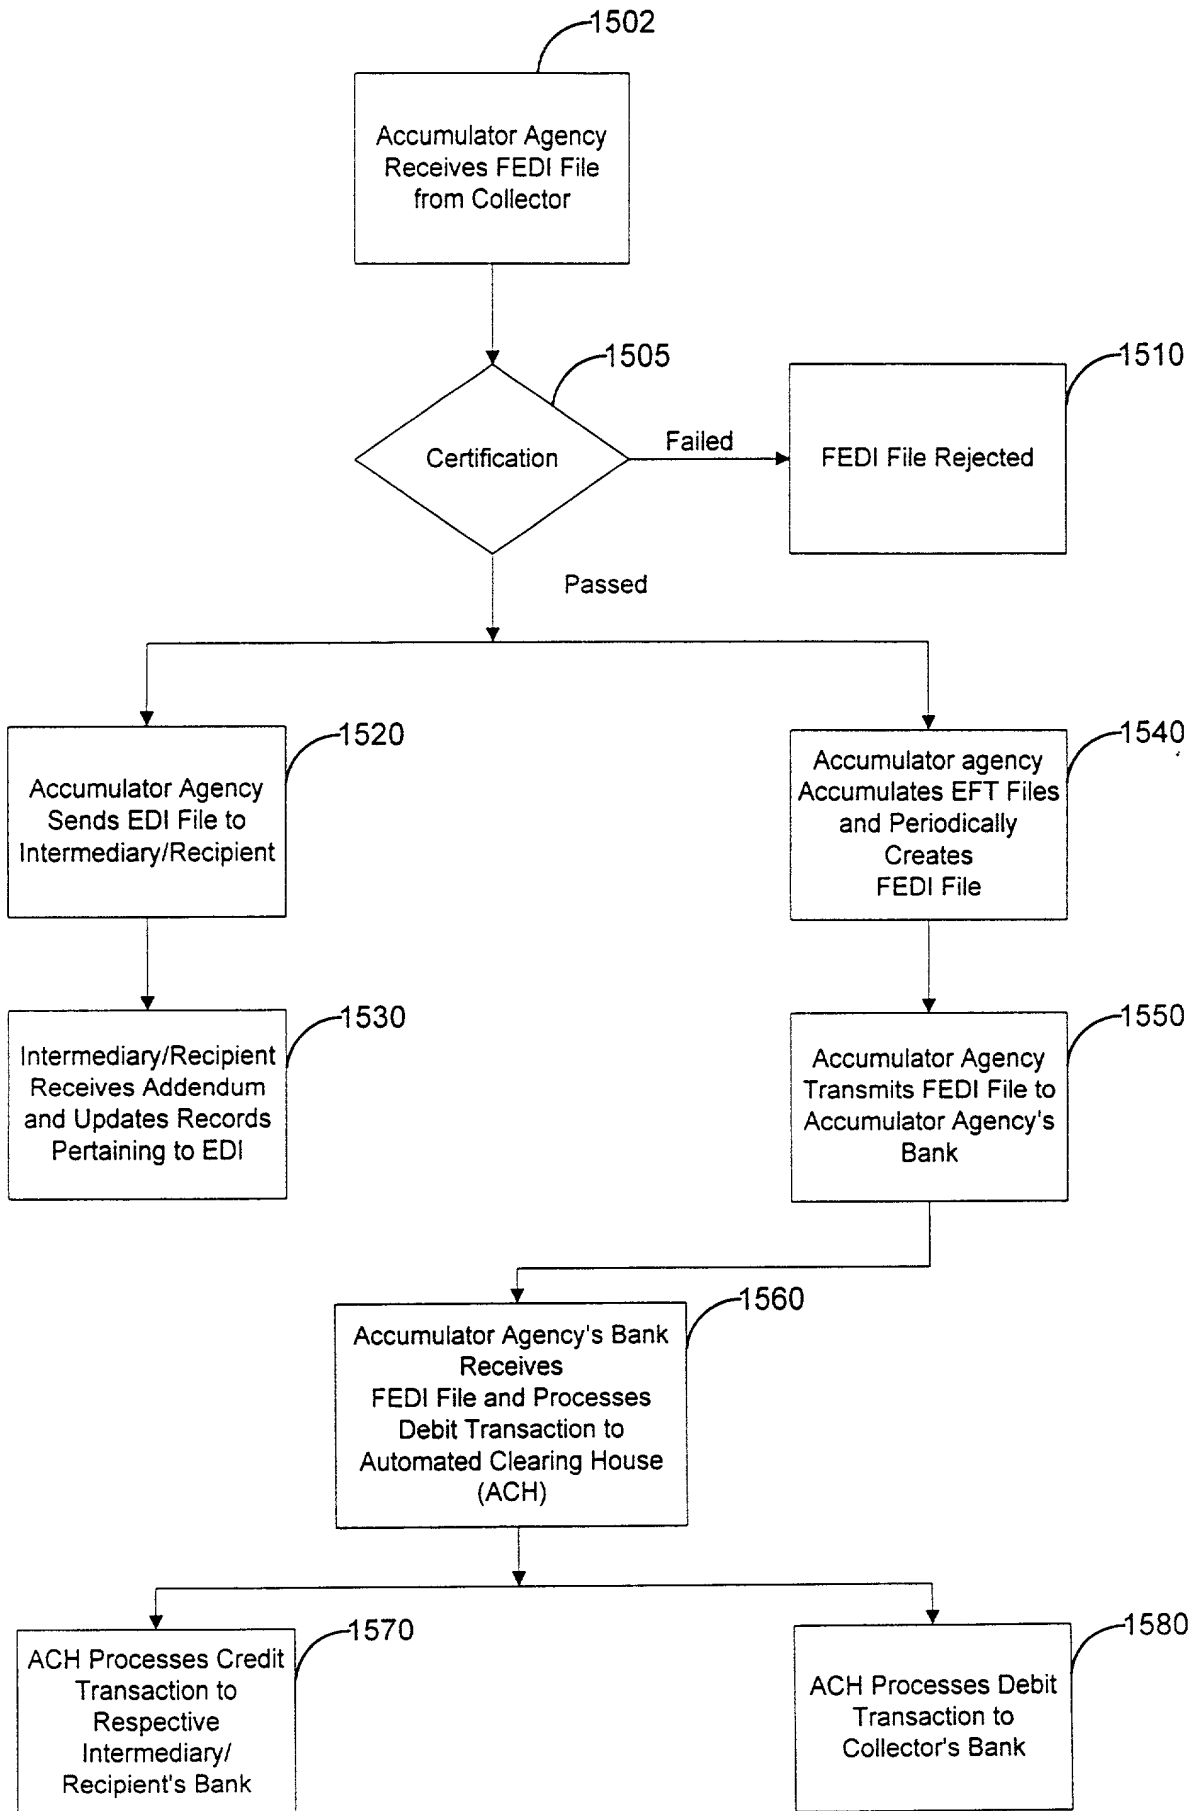 1502
Accumulator Agency
Receives FEDI File
from Collector
1505
Certification
Failed
1510
FEDI File Rejected
Passed
1520
Accumulator Agency
Sends EDI File to
Intermediary/Recipient
1540
Accumulator agency
Accumulates EFT Files
and Periodically
Creates
FEDI File
1530
Intermediary/Recipient
Receives Addendum
and Updates Records
Pertaining to EDI
1550
Accumulator Agency
Transmits FEDI File to
Accumulator Agency's
Bank
1560
Accumulator Agency's Bank
Receives
FEDI File and Processes
Debit Transaction to
Automated Clearing House
(ACH)
1570
ACH Processes Credit
Transaction to
Respective
Intermediary/
Recipient's Bank
1580
ACH Processes Debit
Transaction to
Collector's Bank